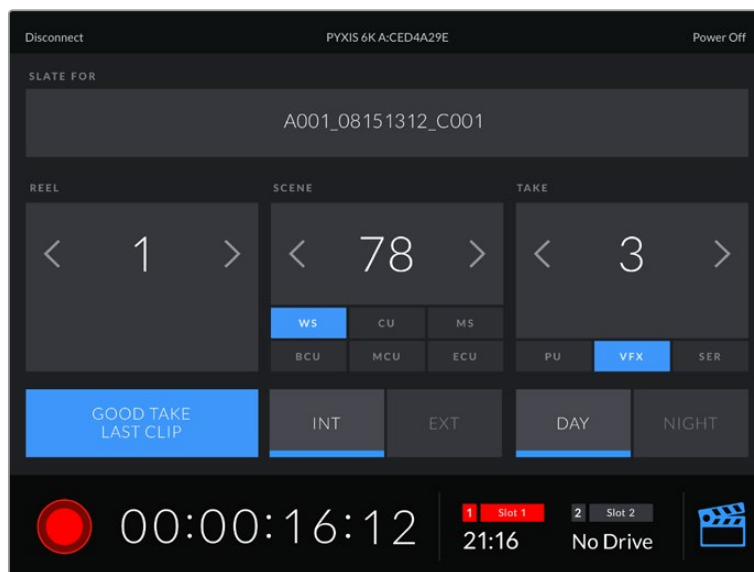 Disconnect PYXIS 6K A:CED4A29E Power Off
SLATE FOR
A001_08151312_C001
REEL SCENE TAKE
1 78 3
WS CU MS
BCU MCU ECU PU VFX SER
GOOD TAKE
LAST CLIP
INT EXT DAY NIGHT
00:00:16:12
1 Slot 1 2 Slot 2
21:16 No Drive